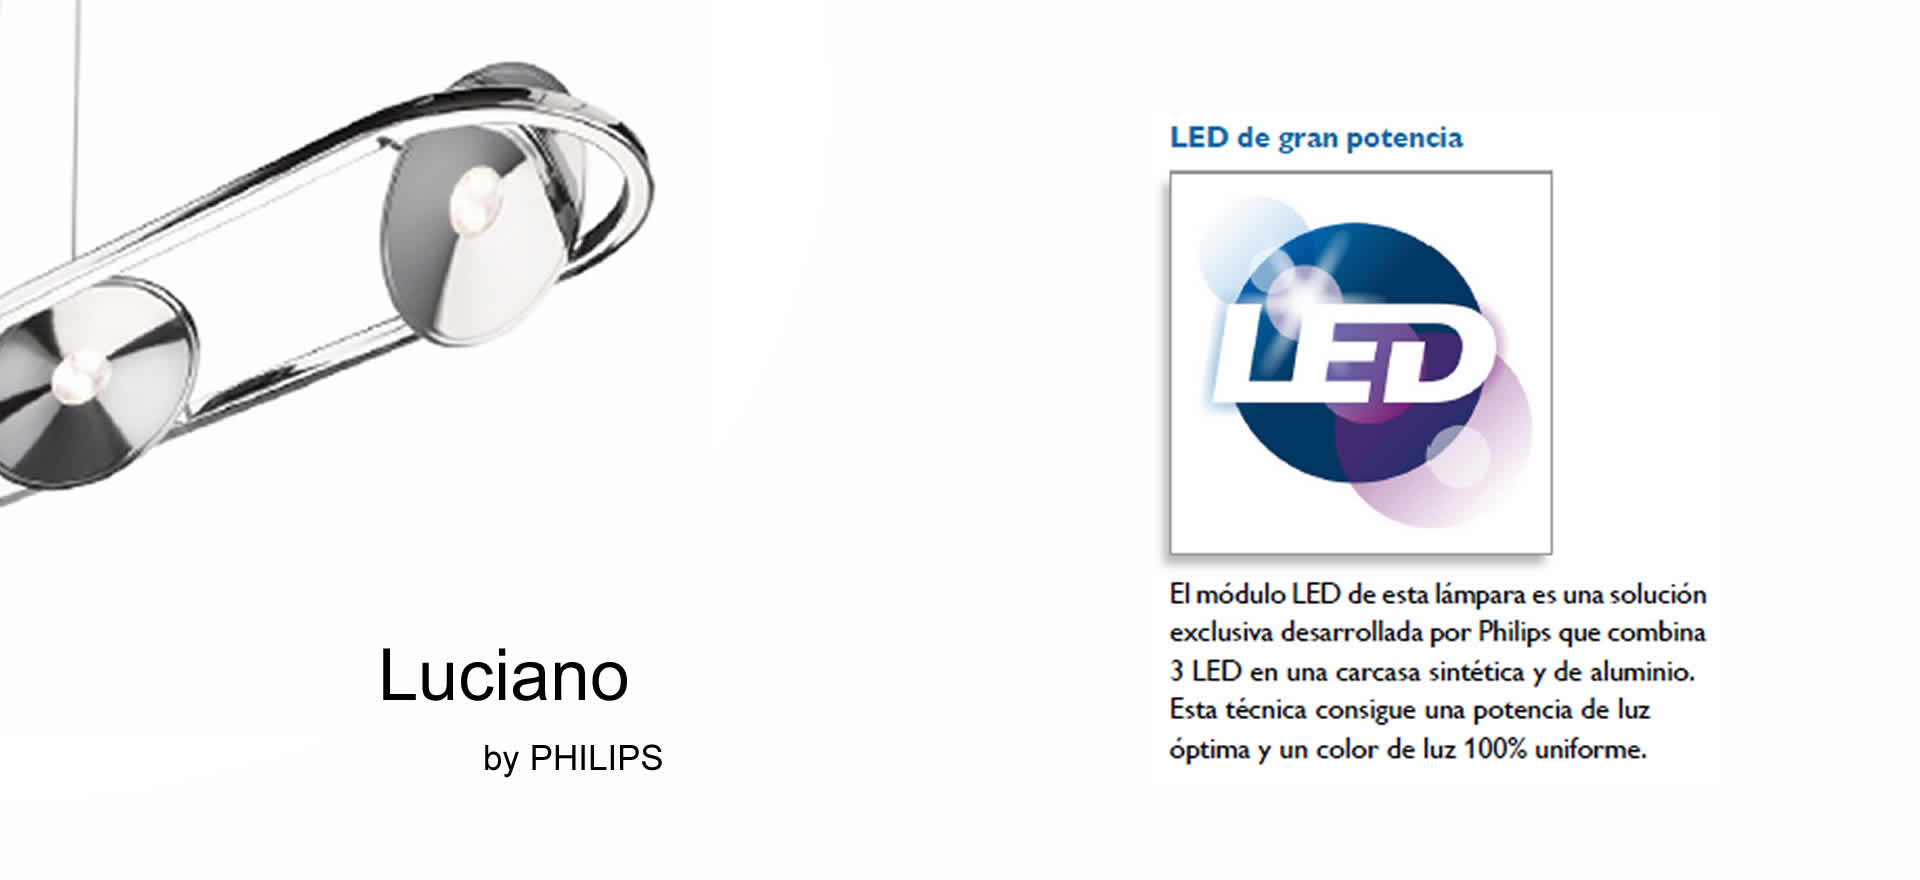 Luciano
by PHILIPS
LED de gran potencia
LED
El módulo LED de esta lámpara es una solución
exclusiva desarrollada por Philips que combina
3 LED en una carcasa sintética y de aluminio.
Esta técnica consigue una potencia de luz
óptima y un color de luz 100% uniforme.